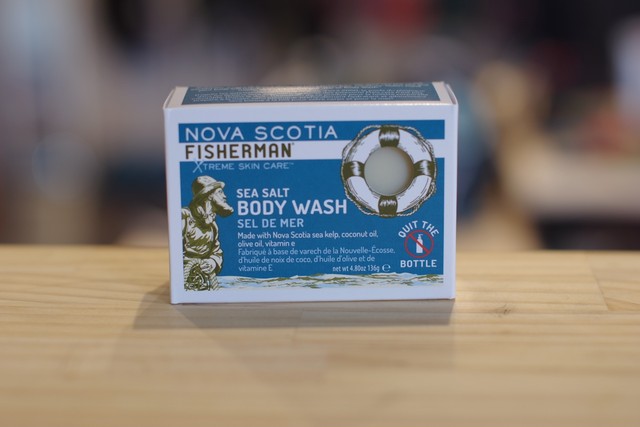 NOVA SCOTIA
FISHERMAN
XTREME SKIN CARE™
SEA SALT
BODY WASH
SEL DE MER
Made with Nova Scotia sea kelp, coconut oil,
olive oil, vitamin e
Fabriqué à base de varech de la Nouvelle-Écosse,
d'huile de noix de coco, d'huile d'olive et de
vitamine E
net wt 4.80oz 136g ℮
QUIT THE
BOTTLE